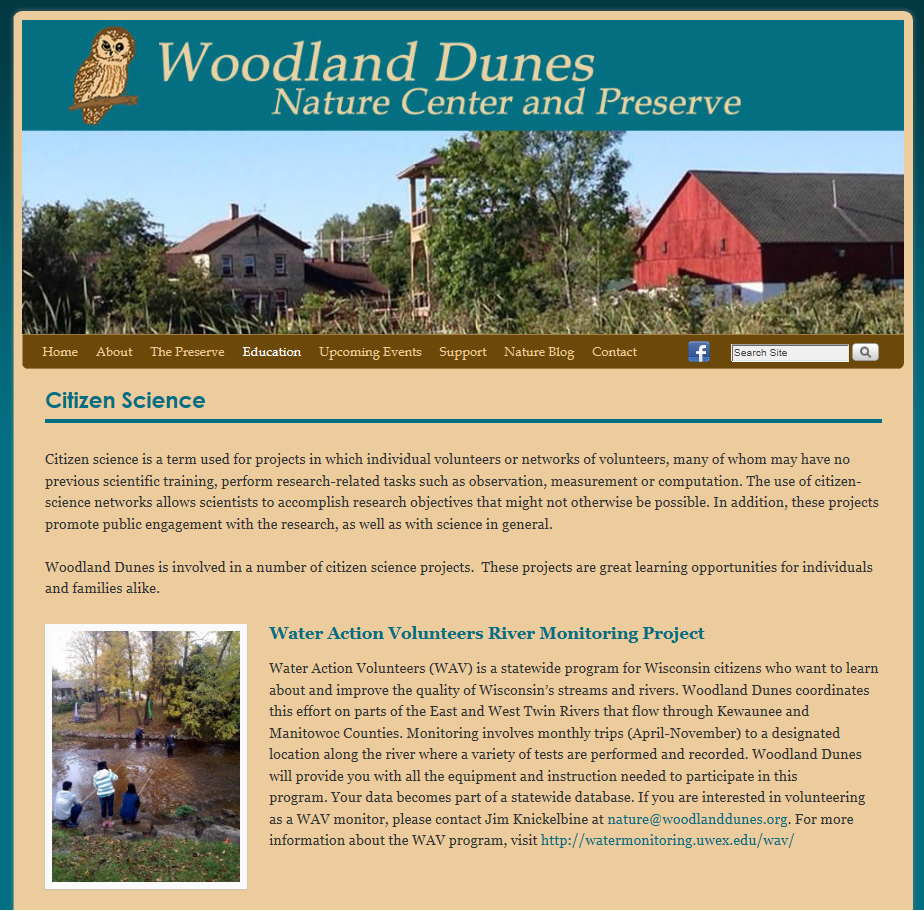 Woodland Dunes
Nature Center and Preserve
Home About The Preserve Education Upcoming Events Support Nature Blog Contact f Search Site
Citizen Science
Citizen science is a term used for projects in which individual volunteers or networks of volunteers, many of whom may have no
previous scientific training, perform research-related tasks such as observation, measurement or computation. The use of citizen-
science networks allows scientists to accomplish research objectives that might not otherwise be possible. In addition, these projects
promote public engagement with the research, as well as with science in general.
Woodland Dunes is involved in a number of citizen science projects.  These projects are great learning opportunities for individuals
and families alike.
Water Action Volunteers River Monitoring Project
Water Action Volunteers (WAV) is a statewide program for Wisconsin citizens who want to learn
about and improve the quality of Wisconsin’s streams and rivers. Woodland Dunes coordinates
this effort on parts of the East and West Twin Rivers that flow through Kewaunee and
Manitowoc Counties. Monitoring involves monthly trips (April-November) to a designated
location along the river where a variety of tests are performed and recorded. Woodland Dunes
will provide you with all the equipment and instruction needed to participate in this
program. Your data becomes part of a statewide database. If you are interested in volunteering
as a WAV monitor, please contact Jim Knickelbine at nature@woodlanddunes.org. For more
information about the WAV program, visit http://watermonitoring.uwex.edu/wav/